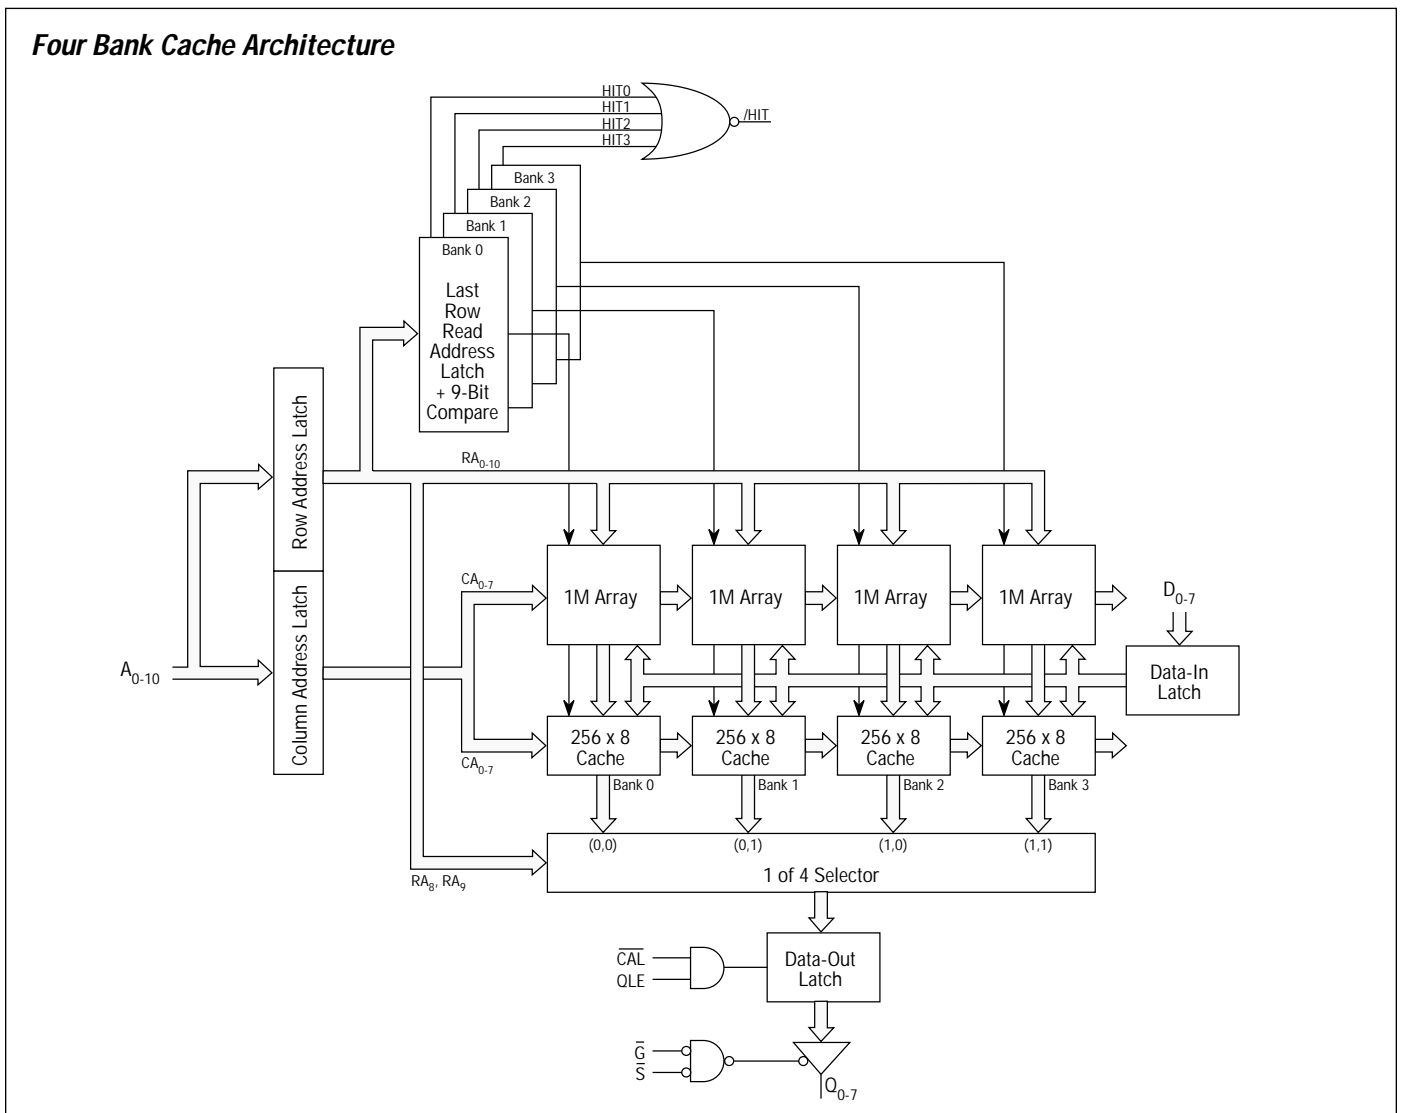 Four Bank Cache Architecture
HIT0
HIT1
HIT2
HIT3
/HIT
Bank 3
Bank 2
Bank 1
Bank 0
Last
Row
Read
Address
Latch
+ 9-Bit
Compare
Row Address Latch
Column Address Latch
A0-10
RA0-10
CA0-7
1M Array
1M Array
1M Array
1M Array
D0-7
Data-In
Latch
256 x 8
Cache
256 x 8
Cache
256 x 8
Cache
256 x 8
Cache
CA0-7
Bank 0
Bank 1
Bank 2
Bank 3
(0,0)
(0,1)
(1,0)
(1,1)
1 of 4 Selector
RA8, RA9
C̅A̅L̅
QLE
Data-Out
Latch
G̅
S̅
Q0-7